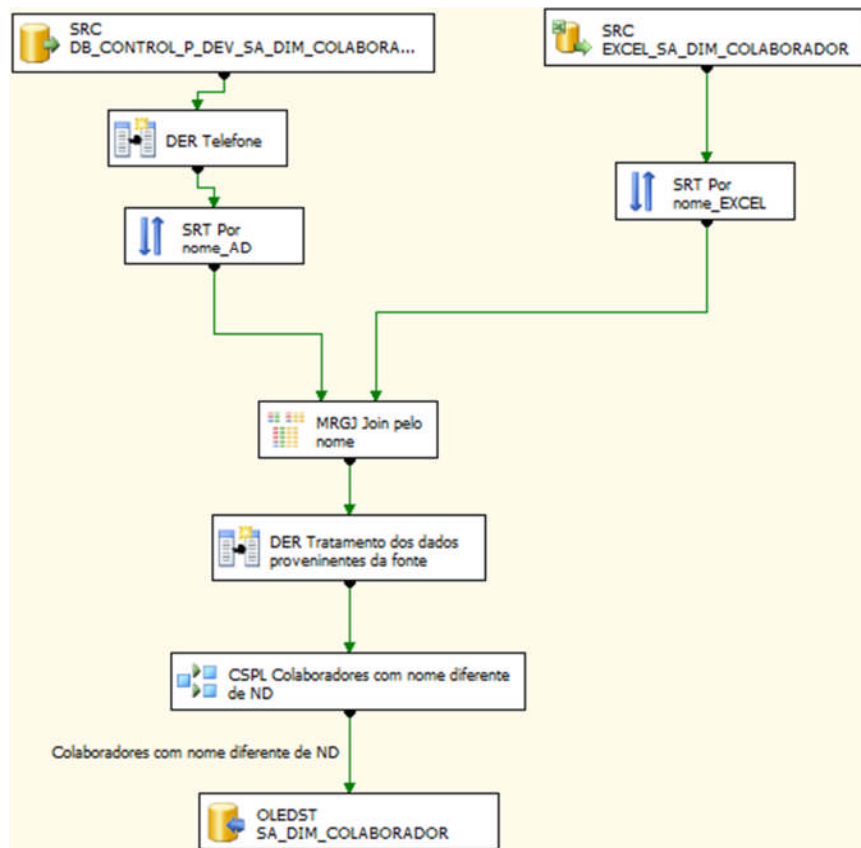 SRC
DB_CONTROL_P_DEV_SA_DIM_COLABORA...
SRC
EXCEL_SA_DIM_COLABORADOR
DER Telefone
SRT Por
nome_EXCEL
SRT Por
nome_AD
MRGJ Join pelo
nome
DER Tratamento dos dados
proveninentes da fonte
CSPL Colaboradores com nome diferente
de ND
Colaboradores com nome diferente de ND
OLEDST
SA_DIM_COLABORADOR